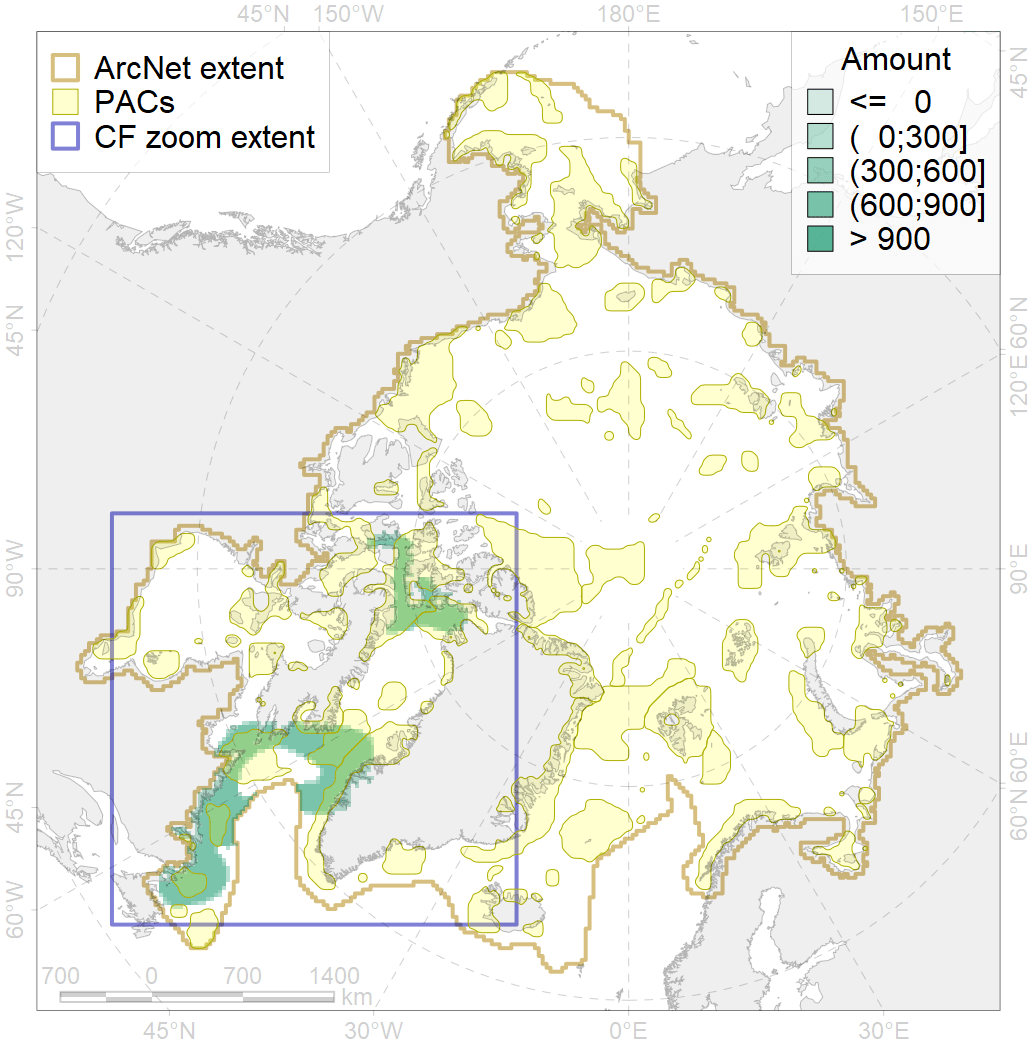 45°N 150°W 180°E 150°E
ArcNet extent
PACs
CF zoom extent
Amount
<= 0
( 0;300]
(300;600]
(600;900]
> 900
45°N
120°W
45°N
60°N
120°E
90°W
90°E
45°N
60°E
60°N
60°W
700 0 700 1400
km
45°N 30°W 0°E 30°E